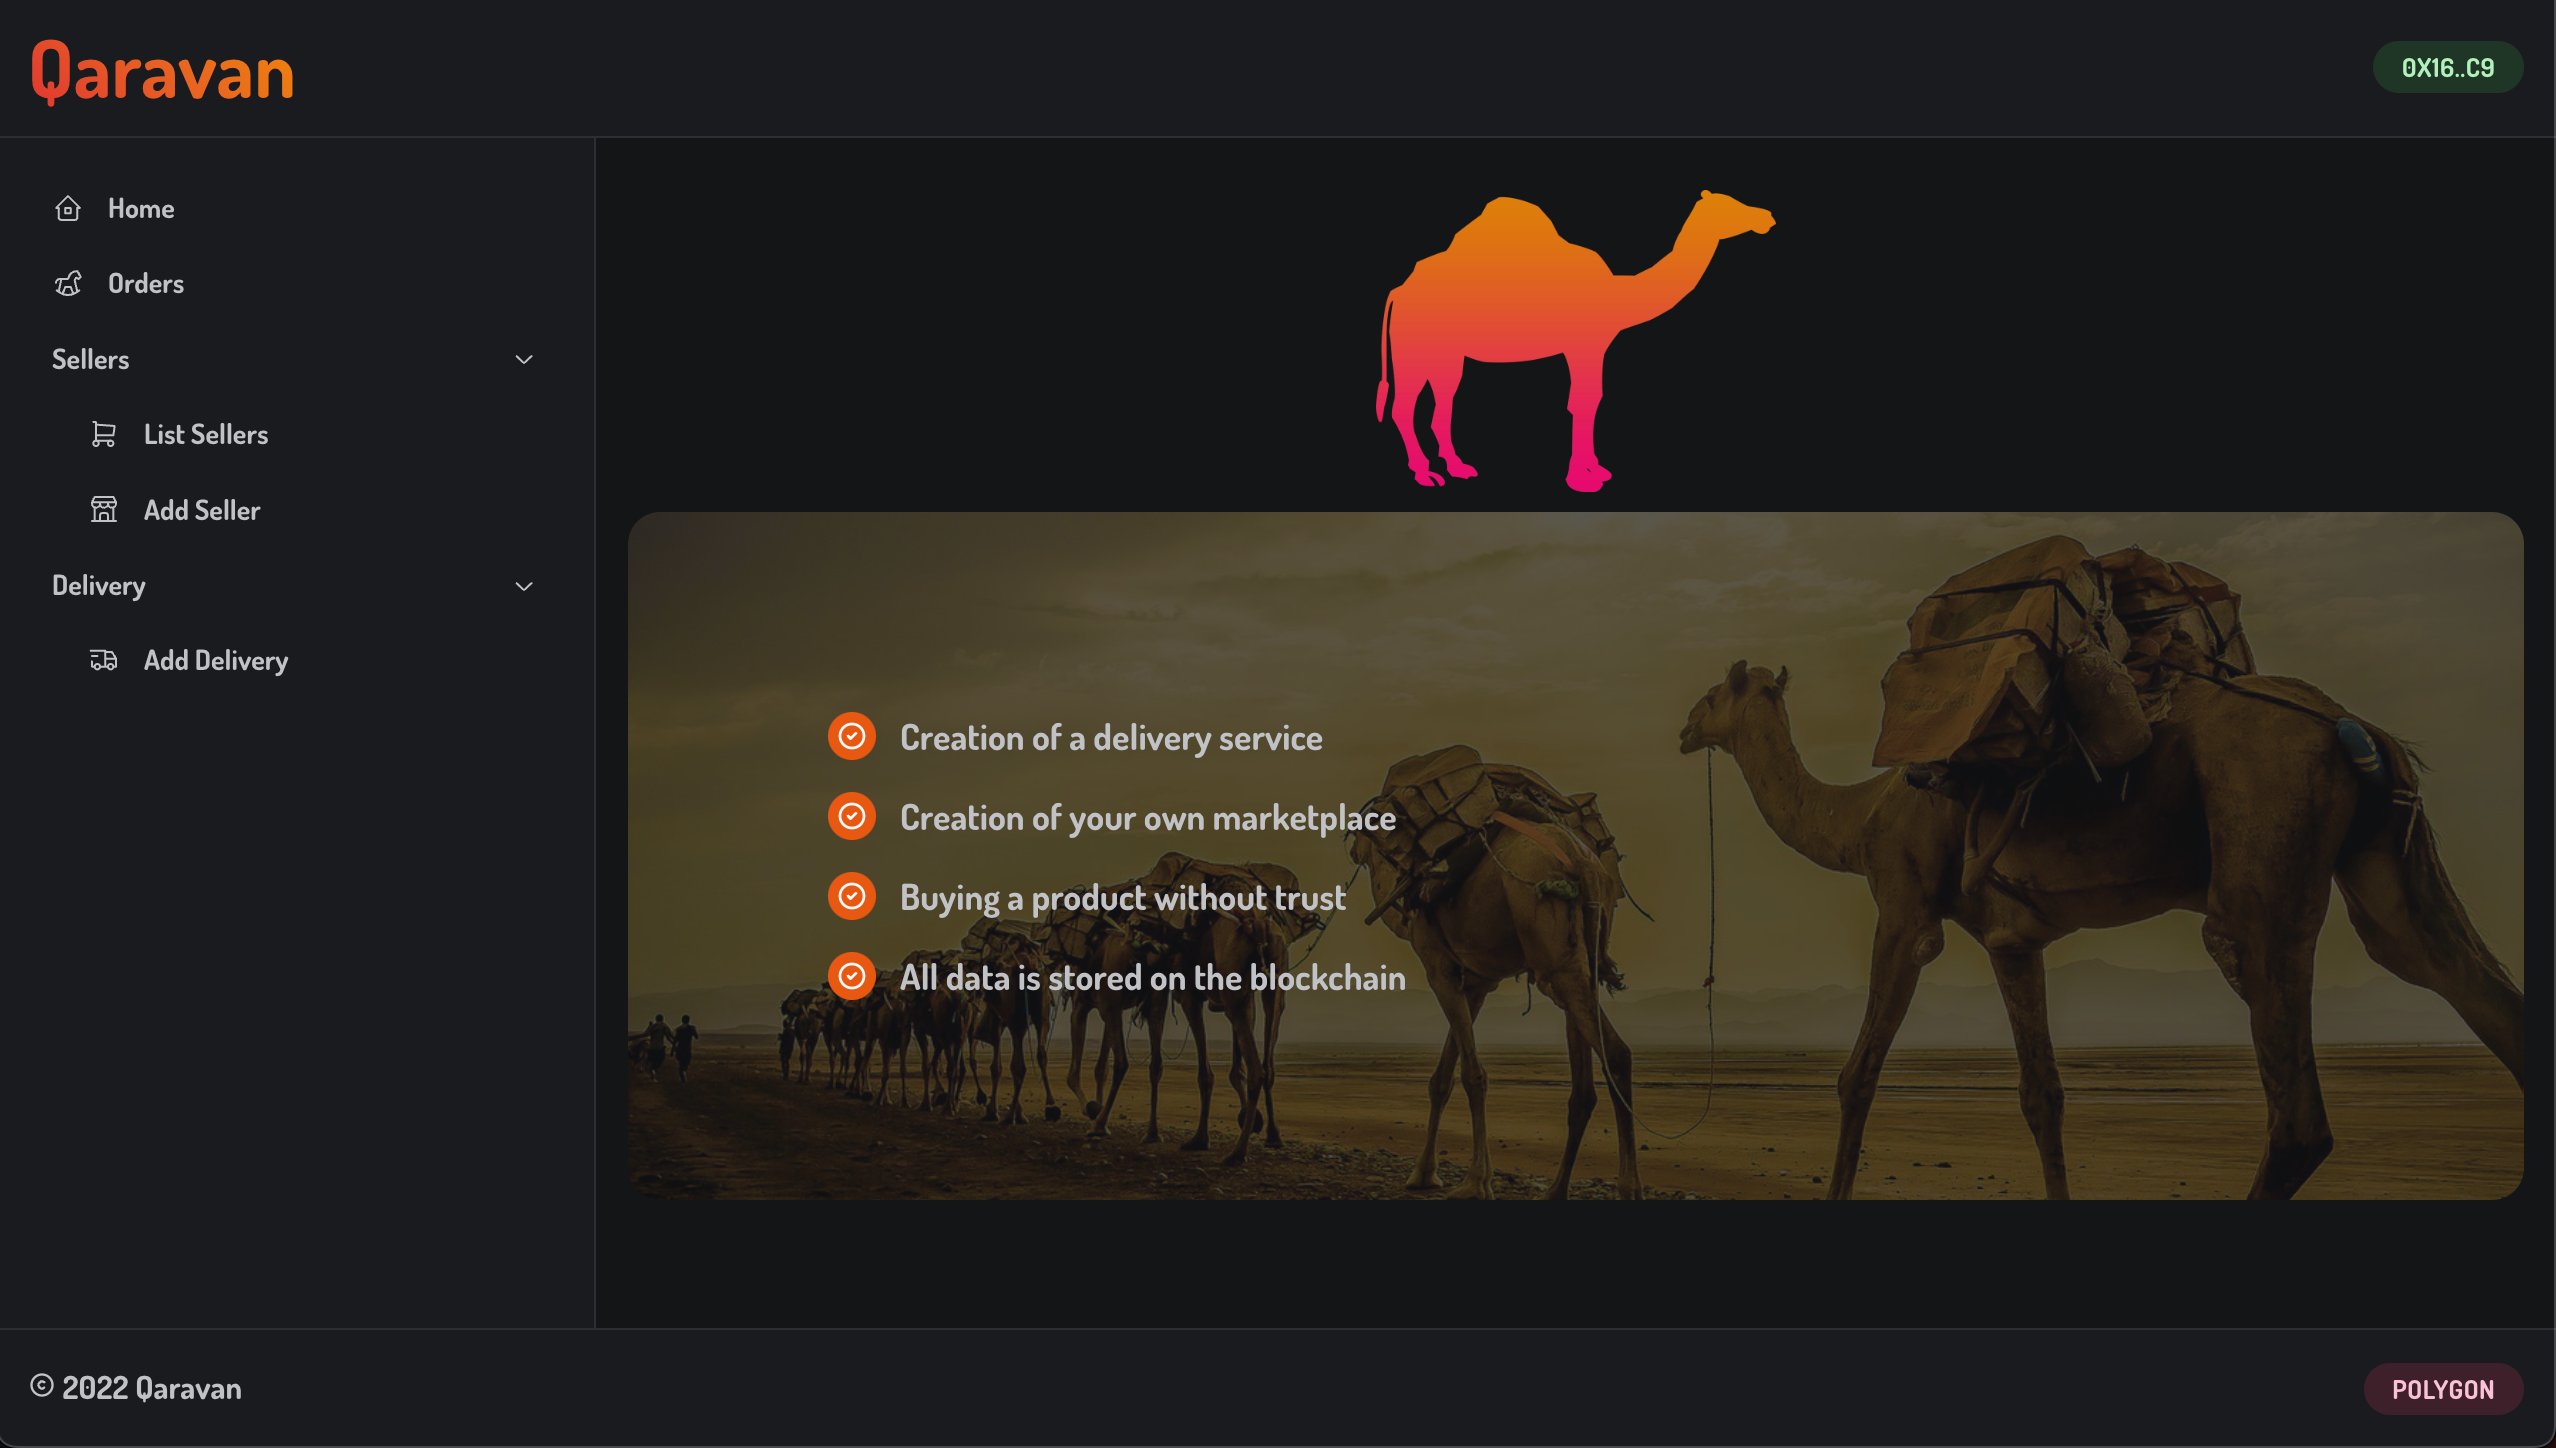 Qaravan
0X16..C9
Home
Orders
Sellers
List Sellers
Add Seller
Delivery
Add Delivery
Creation of a delivery service
Creation of your own marketplace
Buying a product without trust
All data is stored on the blockchain
© 2022 Qaravan
POLYGON